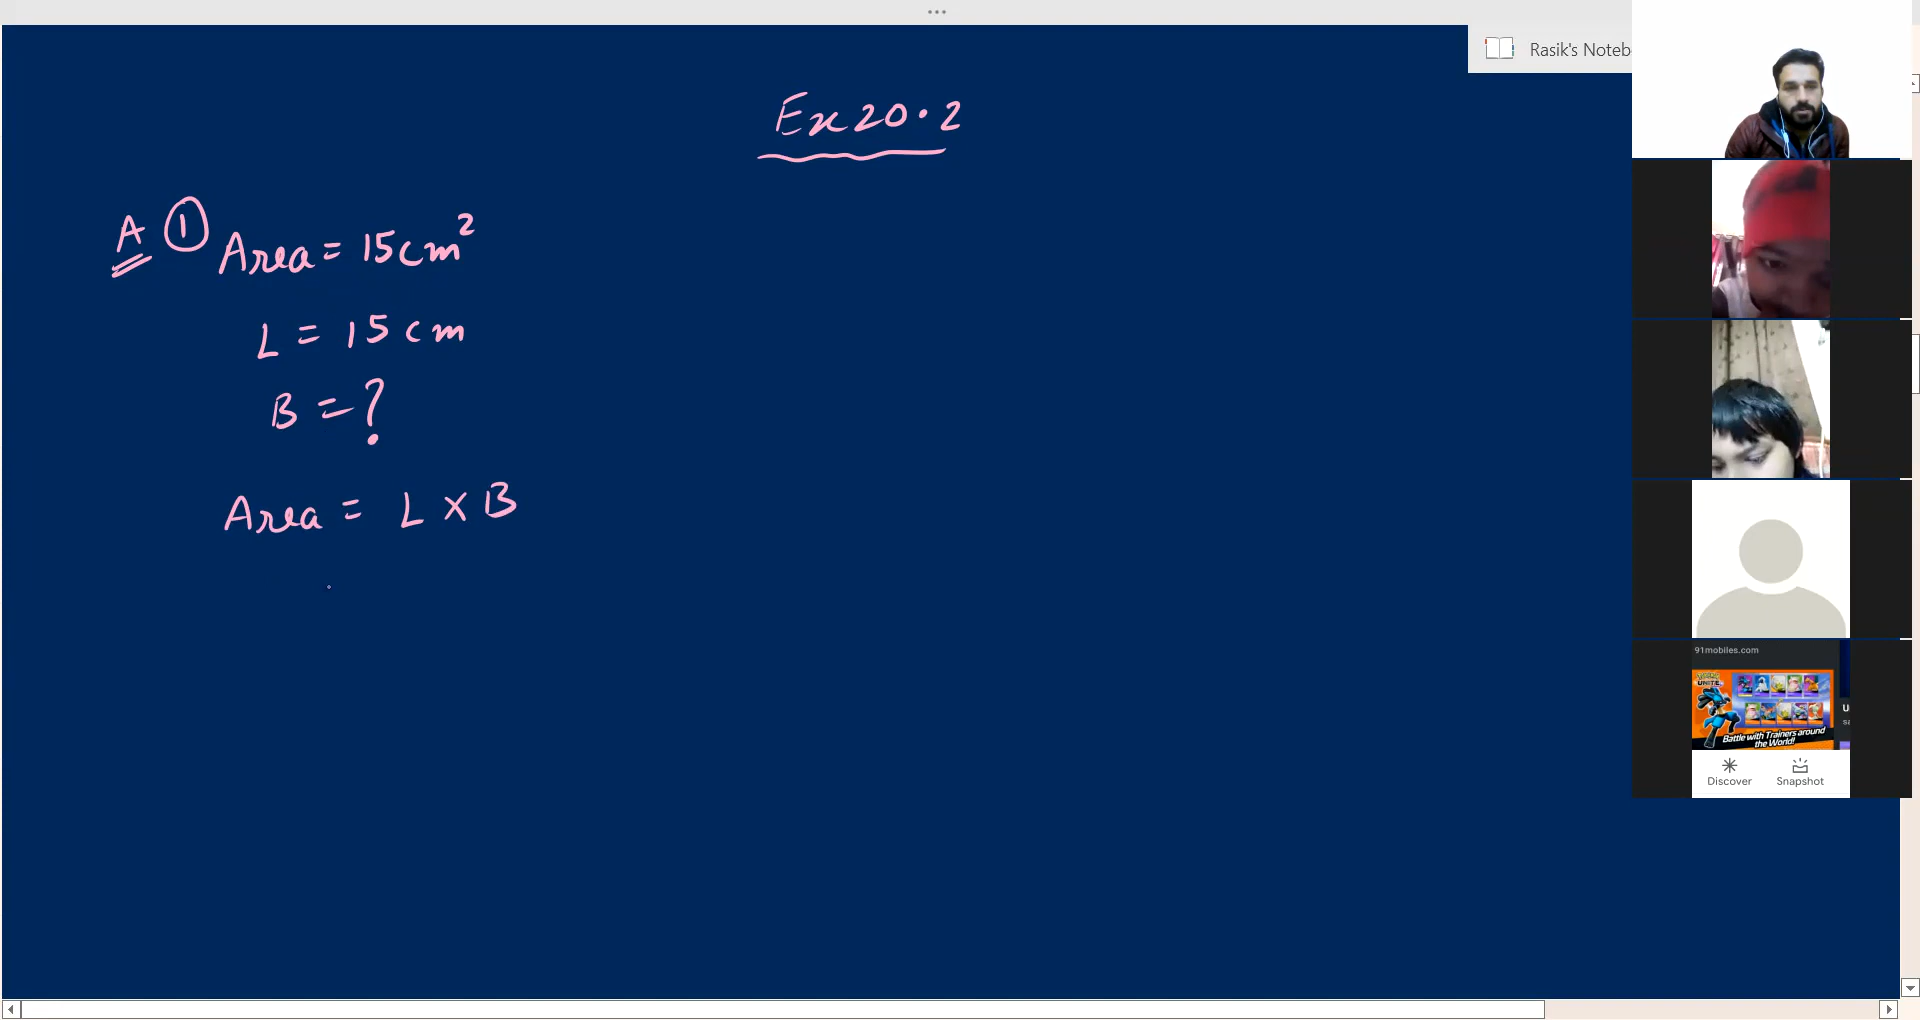 Rasik's Noteb
Ex 20.2
A ① Area = 15cm²
L = 15 cm
B = ?
Area = L × B
91mobiles.com
UNITE
Battle with Trainers around
the World!
Discover
Snapshot